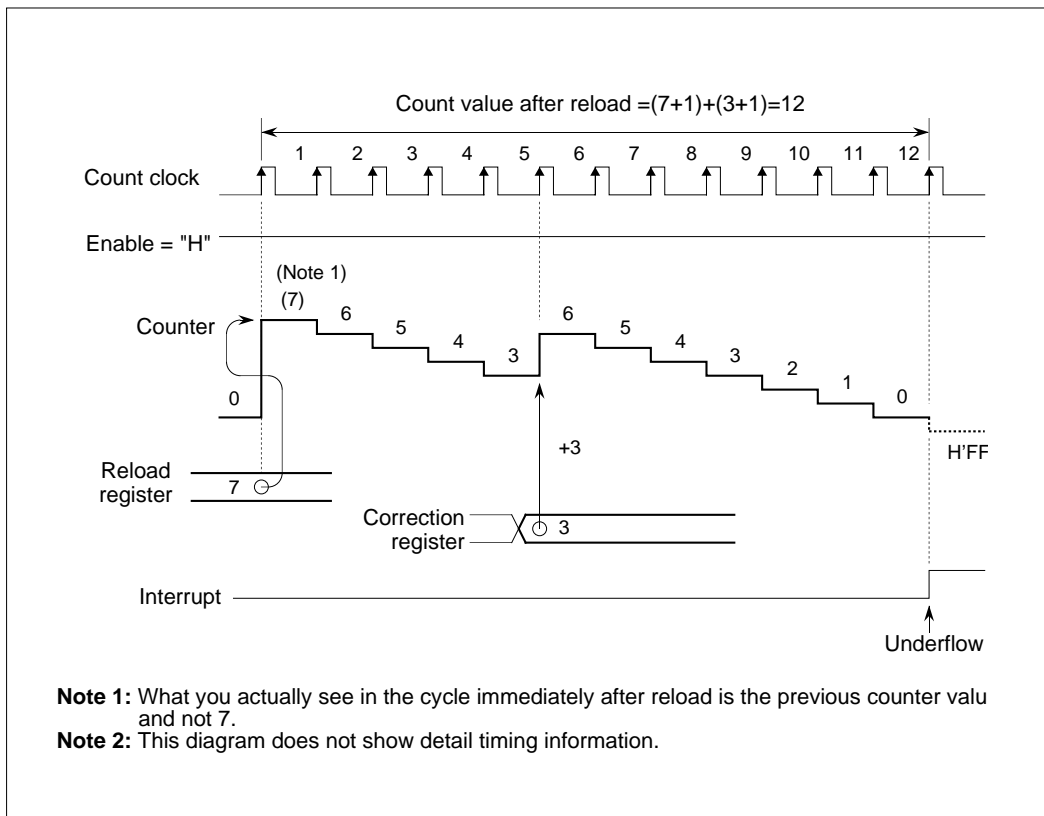 Count value after reload =(7+1)+(3+1)=12
1 2 3 4 5 6 7 8 9 10 11 12
Count clock
Enable = "H"
(Note 1)
(7)
Counter
6 5 4 3 6 5 4 3 2 1 0
0
H'FF
+3
Reload
register
7
Correction
register
3
Interrupt
Underflow
Note 1: What you actually see in the cycle immediately after reload is the previous counter valu
and not 7.
Note 2: This diagram does not show detail timing information.